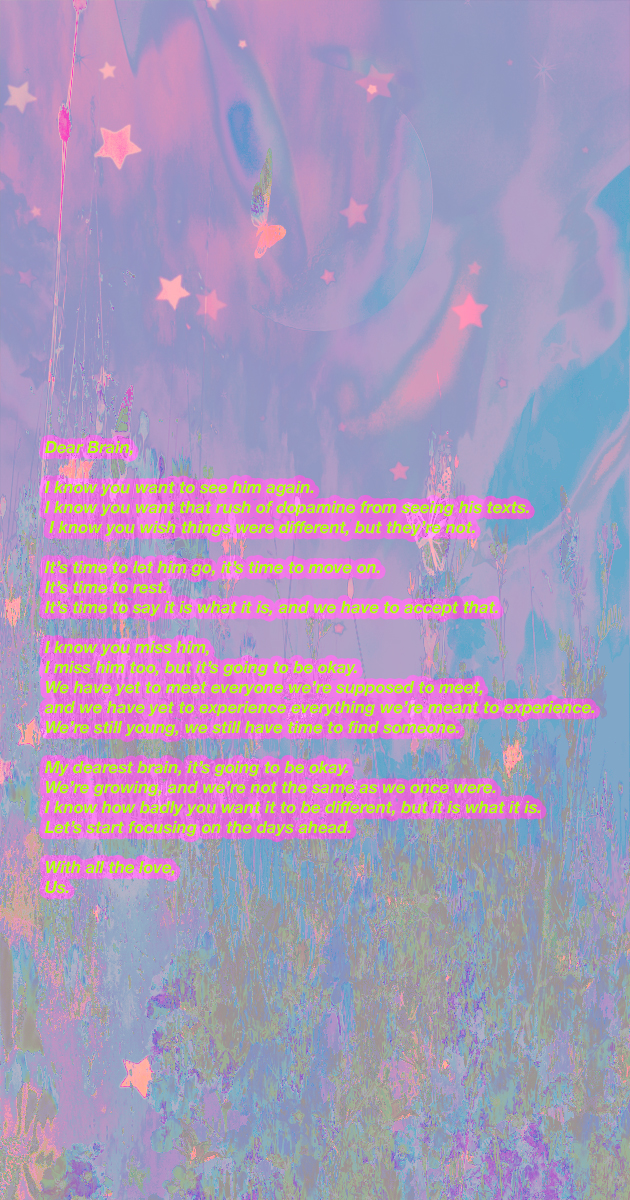 Dear Brain,
I know you want to see him again.
I know you want that rush of dopamine from seeing his texts.
I know you wish things were different, but they're not.
It's time to let him go, it's time to move on.
It's time to rest.
It's time to say it is what it is, and we have to accept that.
I know you miss him,
I miss him too, but it's going to be okay.
We have yet to meet everyone we're supposed to meet,
and we have yet to experience everything we're meant to experience.
We're still young, we still have time to find someone.
My dearest brain, it's going to be okay.
We're growing, and we're not the same as we once were.
I know how badly you want it to be different, but it is what it is.
Let's start focusing on the days ahead.
With all the love,
Us.